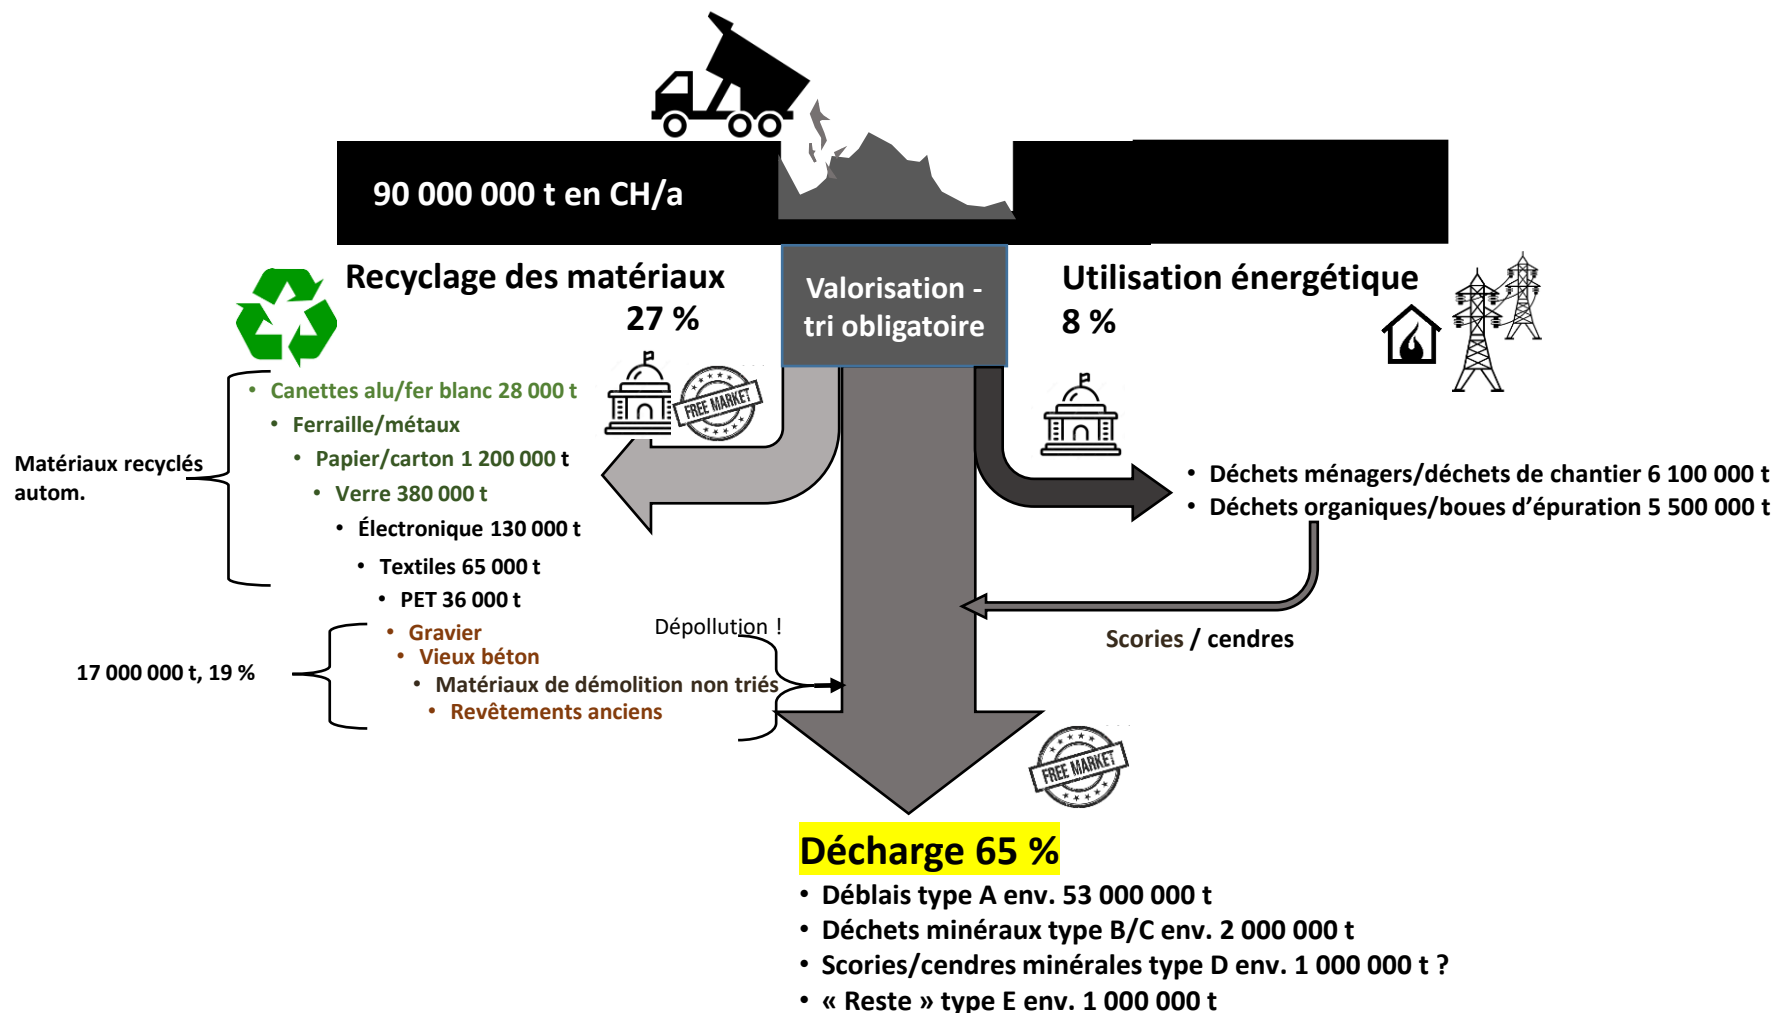 90 000 000 t en CH/a
Recyclage des matériaux
27 %
Valorisation -
tri obligatoire
Utilisation énergétique
8 %
FREE MARKET
• Canettes alu/fer blanc 28 000 t
• Ferraille/métaux
• Papier/carton 1 200 000 t
• Verre 380 000 t
• Électronique 130 000 t
• Textiles 65 000 t
• PET 36 000 t
Matériaux recyclés
autom.
• Gravier
• Vieux béton
• Matériaux de démolition non triés
• Revêtements anciens
17 000 000 t, 19 %
Dépollution !
• Déchets ménagers/déchets de chantier 6 100 000 t
• Déchets organiques/boues d’épuration 5 500 000 t
Scories / cendres
FREE MARKET
Décharge 65 %
• Déblais type A env. 53 000 000 t
• Déchets minéraux type B/C env. 2 000 000 t
• Scories/cendres minérales type D env. 1 000 000 t ?
• « Reste » type E env. 1 000 000 t